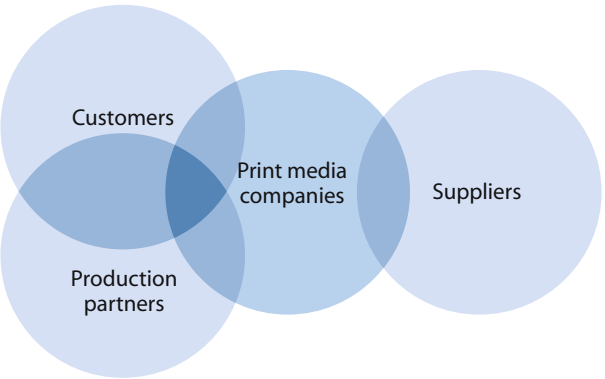 Customers
Print media
companies
Suppliers
Production
partners